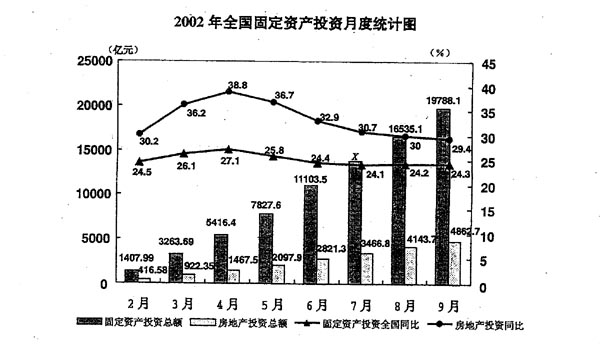 2002年全国固定资产投资月度统计图
(亿元) (%)
25000 45
20000 40
15000 35
10000 30
5000 25
0 20
15
10
5
0
38.8
36.2 36.7
30.2 32.9 30.7 30 29.4
24.5 26.1 27.1 25.8 24.4 24.1 24.2 24.3
1407.99 3263.69 5416.4 7827.6 11103.5 X 16535.1 19788.1
416.58 922.35 1467.5 2097.9 2821.3 3466.8 4143.7 4862.7
2月 3月 4月 5月 6月 7月 8月 9月
固定资产投资总额 房地产投资总额 固定资产投资全国同比 房地产投资同比